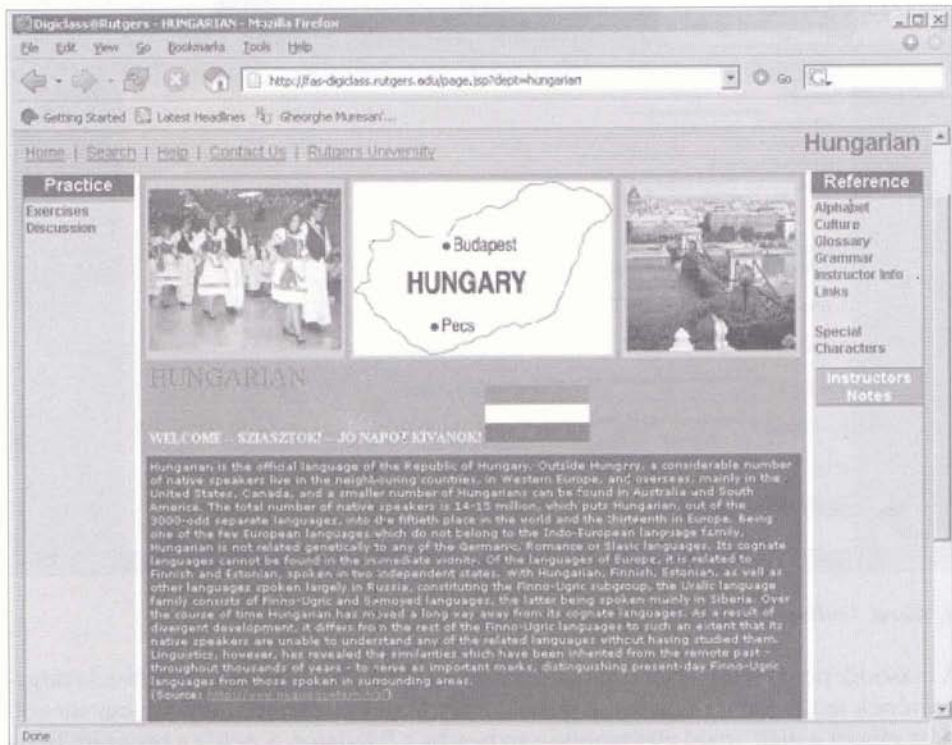 Digiclass@Rutgers - HUNGARIAN - Mozilla Firefox
File Edit View Go Bookmarks Tools Help
http://fas-digiclass.rutgers.edu/page.jsp?dept=hungarian
Go
Getting Started Latest Headlines Gheorghe Muresan'...
Home | Search | Help | Contact Us | Rutgers University
Hungarian
Practice
Exercises
Discussion
Budapest
HUNGARY
Pecs
Reference
Alphabet
Culture
Glossary
Grammar
Instructor Info
Links
Special
Characters
Instructors
Notes
HUNGARIAN
WELCOME -- SZIASZTOK! -- JO NAPOT KIVANOK!
Hungarian is the official language of the Republic of Hungary. Outside Hungrry, a considerable number
of native speakers live in the neighbouring countries, in Western Europe, and overseas, mainly in the
United States, Canada, and a smaller number of Hungarians can be found in Australia and South
America. The total number of native speakers is 14-15 million, which puts Hungarian, out of the
3000-odd separate languages, into the fiftieth place in the world and the thirteenth in Europe. Being
one of the few European languages which do not belong to the Indo-European language family,
Hungarian is not related genetically to any of the Germanic, Romance or Slavic languages. Its cognate
languages cannot be found in the immediate vicinity. Of the languages of Europe, it is related to
Finnish and Estonian, spoken in two independent states. With Hungarian, Finnish, Estonian, as well as
other languages spoken largely in Russia, constituting the Finno-Ugric subgroup, the Uralic language
family consists of Finno-Ugric and Samoyed languages, the latter being spoken mainly in Siberia. Over
the course of time Hungarian has moved a long way away from its cognate languages. As a result of
divergent development, it differs from the rest of the Finno-Ugric languages to such an extent that its
native speakers are unable to understand any of the related languages without having studied them.
Linguistics, however, has revealed the similarities which have been inherited from the remote past -
throughout thousands of years - to serve as important marks, distinguishing present-day Finno-Ugric
languages from those spoken in surrounding areas.
(Source:
Done